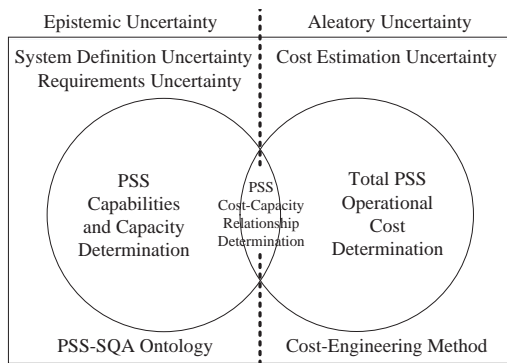 Epistemic Uncertainty
Aleatory Uncertainty
System Definition Uncertainty
Requirements Uncertainty
Cost Estimation Uncertainty
PSS
Capabilities
and Capacity
Determination
PSS
Cost-Capacity
Relationship
Determination
Total PSS
Operational
Cost
Determination
PSS-SQA Ontology
Cost-Engineering Method